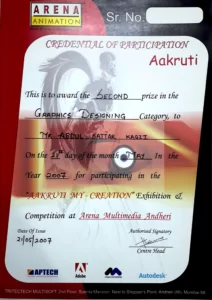 ARENA
ANIMATION
Sr. No.
CREDENTIAL OF PARTICIPATION
Aakruti
This is to award the SECOND prize in the
GRAPHICS DESIGNING Category, to
MR. ABDUL SATTAR KAGZI
On the day of the month MAY. In the
Year 2007 for participating in the
"AAKRUTI MY-CREATION" Exhibition &
Competition at Arena Multimedia Andheri
Date Of Issue
21/05/2007
Authorised Signatory
Centre Head
APTECH
Adobe
Autodesk